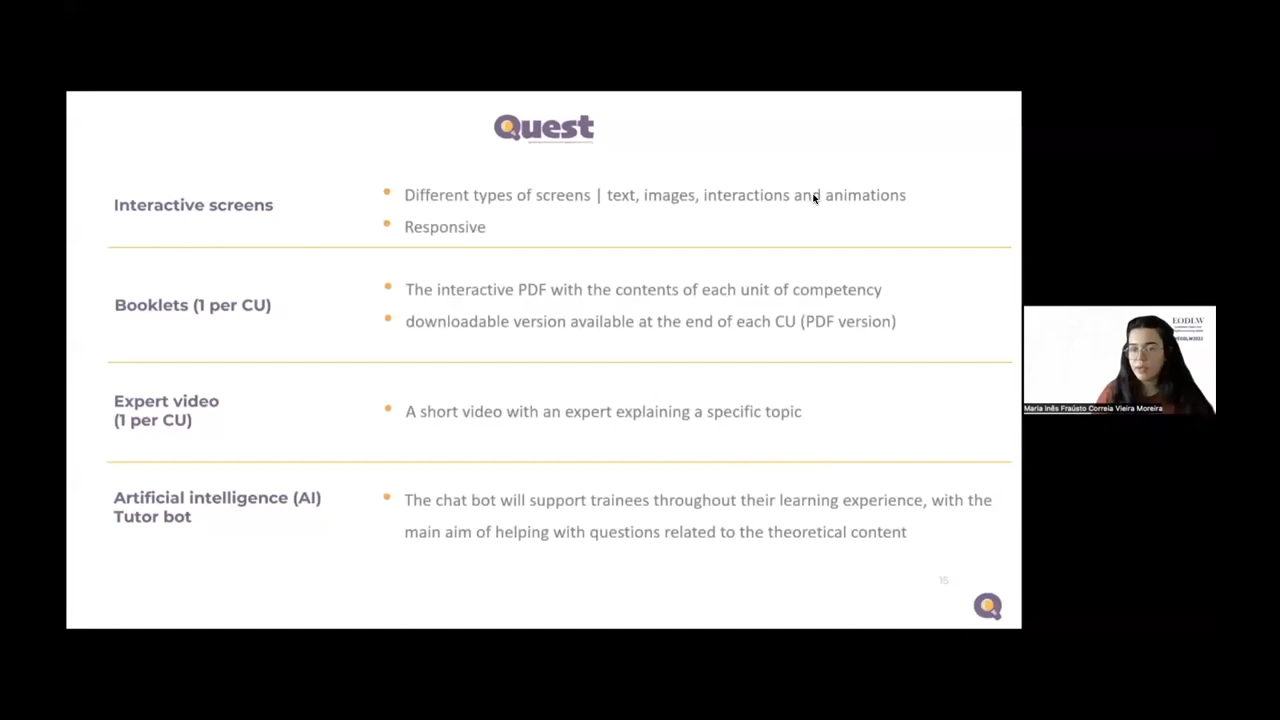 Quest
Interactive screens
Different types of screens | text, images, interactions and animations
Responsive
Booklets (1 per CU)
The interactive PDF with the contents of each unit of competency
downloadable version available at the end of each CU (PDF version)
Expert video
(1 per CU)
A short video with an expert explaining a specific topic
Artificial intelligence (AI)
Tutor bot
The chat bot will support trainees throughout their learning experience, with the
main aim of helping with questions related to the theoretical content
15
Q
EODLW
Maria Inês Fraústo Correia Vieira Moreira